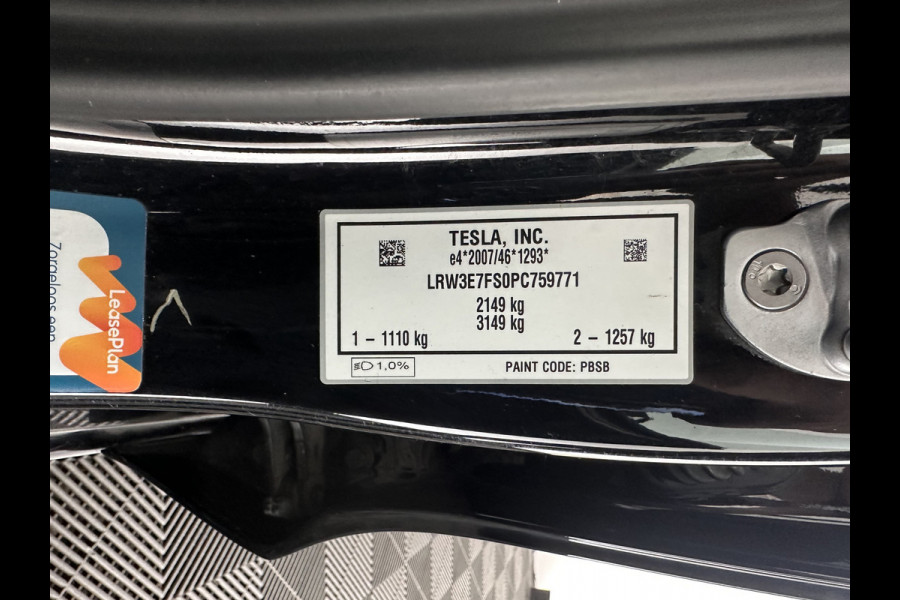 TESLA, INC.
e4*2007/46*1293*
LRW3E7FS0PC759771
2149 kg
3149 kg
1 - 1110 kg
2 - 1257 kg
1,0%
PAINT CODE: PBSB
LeasePlan